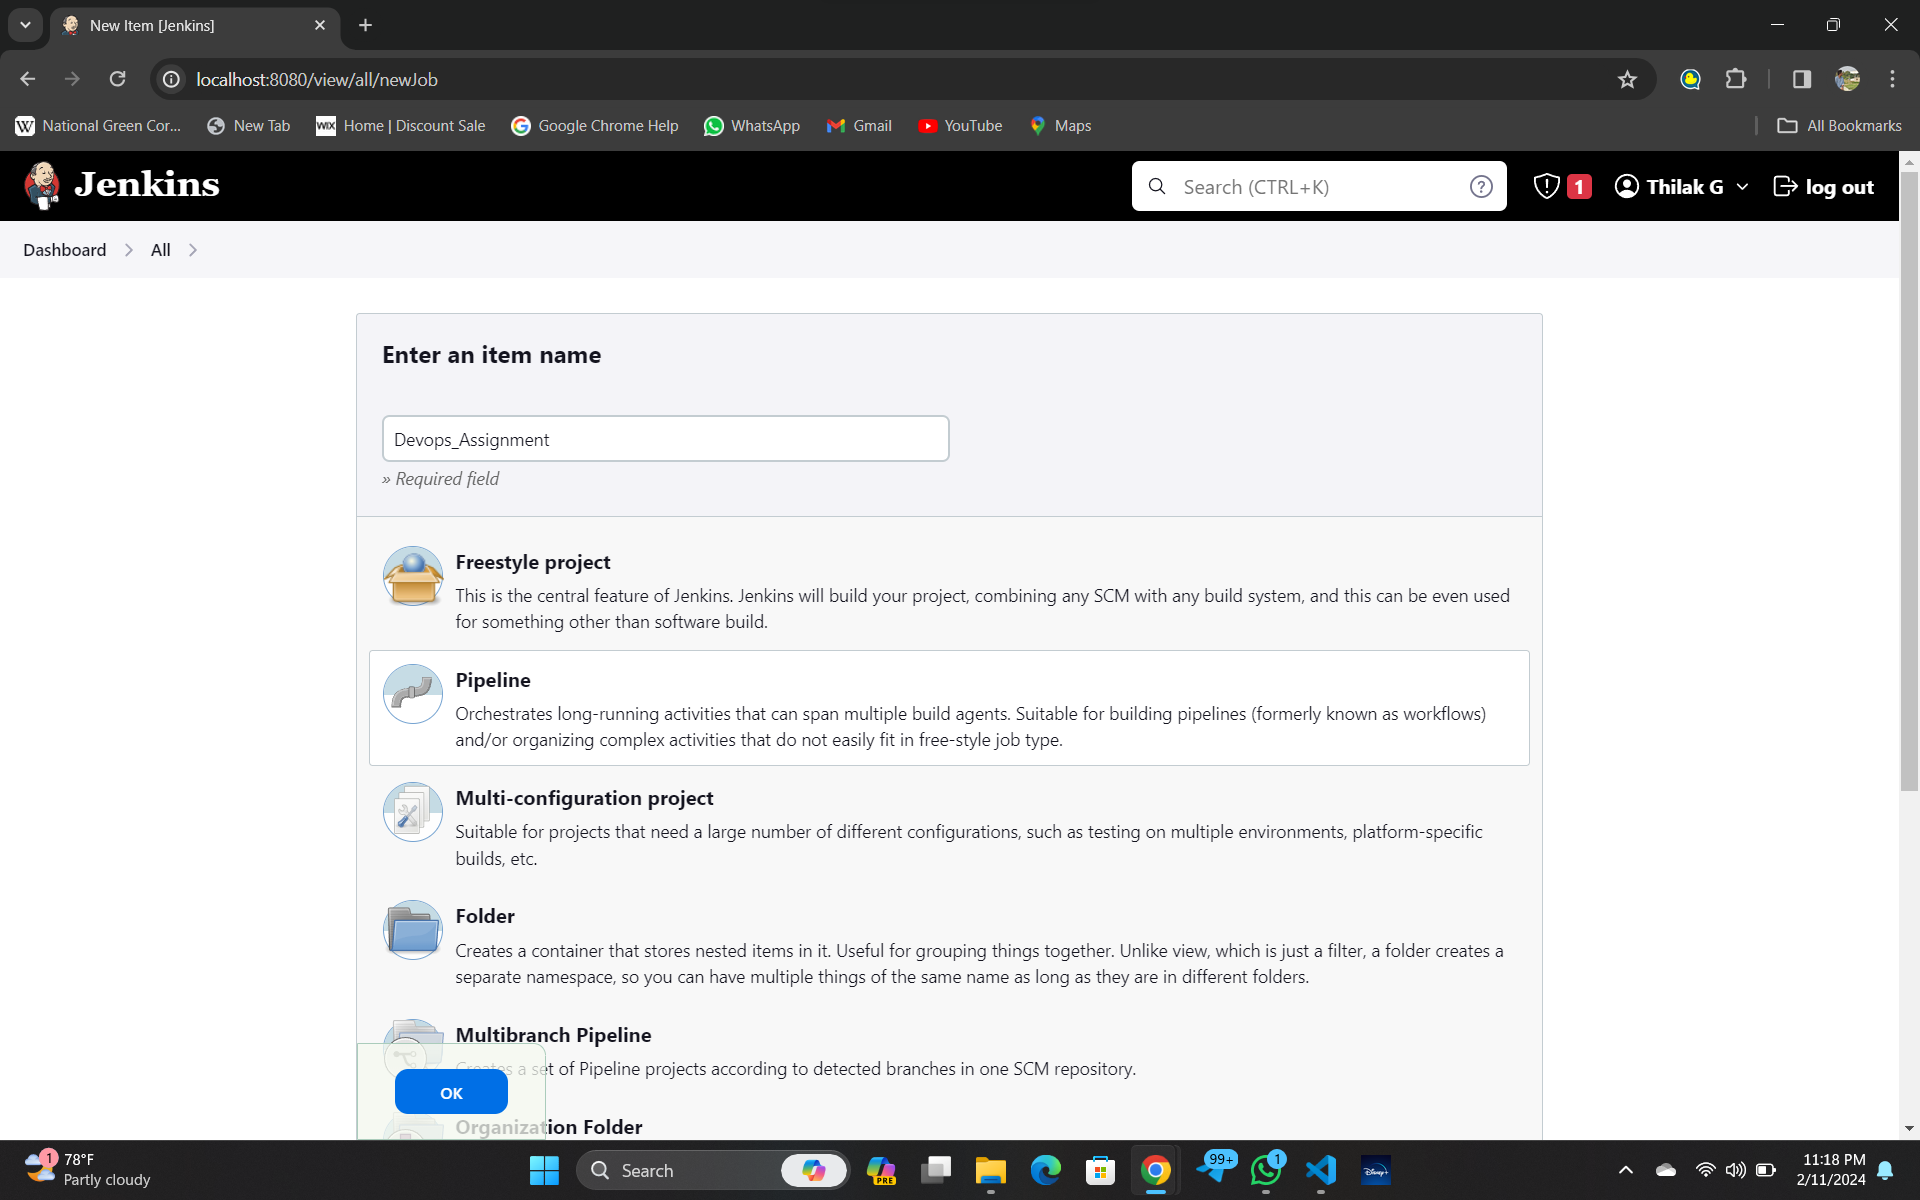 New Item [Jenkins]
localhost:8080/view/all/newJob
National Green Cor...
New Tab
WiX
Home | Discount Sale
Google Chrome Help
WhatsApp
Gmail
YouTube
Maps
All Bookmarks
Jenkins
Search (CTRL+K)
1
Thilak G
log out
Dashboard
All
Enter an item name
Devops_Assignment
» Required field
Freestyle project
This is the central feature of Jenkins. Jenkins will build your project, combining any SCM with any build system, and this can be even used
for something other than software build.
Pipeline
Orchestrates long-running activities that can span multiple build agents. Suitable for building pipelines (formerly known as workflows)
and/or organizing complex activities that do not easily fit in free-style job type.
Multi-configuration project
Suitable for projects that need a large number of different configurations, such as testing on multiple environments, platform-specific
builds, etc.
Folder
Creates a container that stores nested items in it. Useful for grouping things together. Unlike view, which is just a filter, a folder creates a
separate namespace, so you can have multiple things of the same name as long as they are in different folders.
Multibranch Pipeline
Creates a set of Pipeline projects according to detected branches in one SCM repository.
OK
Organization Folder
1
78°F
Partly cloudy
Search
PRE
99+
1
Disney+
11:18 PM
2/11/2024